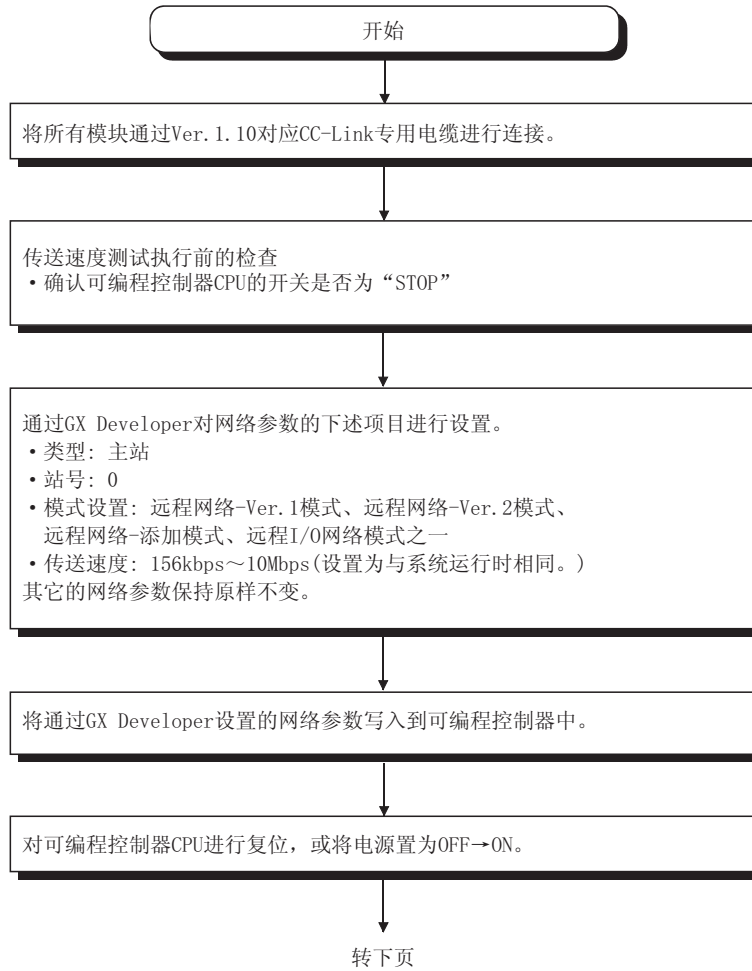 开始
将所有模块通过Ver.1.10对应CC-Link专用电缆进行连接。
传送速度测试执行前的检查
•确认可编程控制器CPU的开关是否为“STOP”
通过GX Developer对网络参数的下述项目进行设置。
•类型: 主站
•站号: 0
•模式设置: 远程网络-Ver.1模式、远程网络-Ver.2模式、
远程网络-添加模式、远程I/O网络模式之一
•传送速度: 156kbps～10Mbps(设置为与系统运行时相同。)
其它的网络参数保持原样不变。
将通过GX Developer设置的网络参数写入到可编程控制器中。
对可编程控制器CPU进行复位，或将电源置为OFF→ON。
转下页